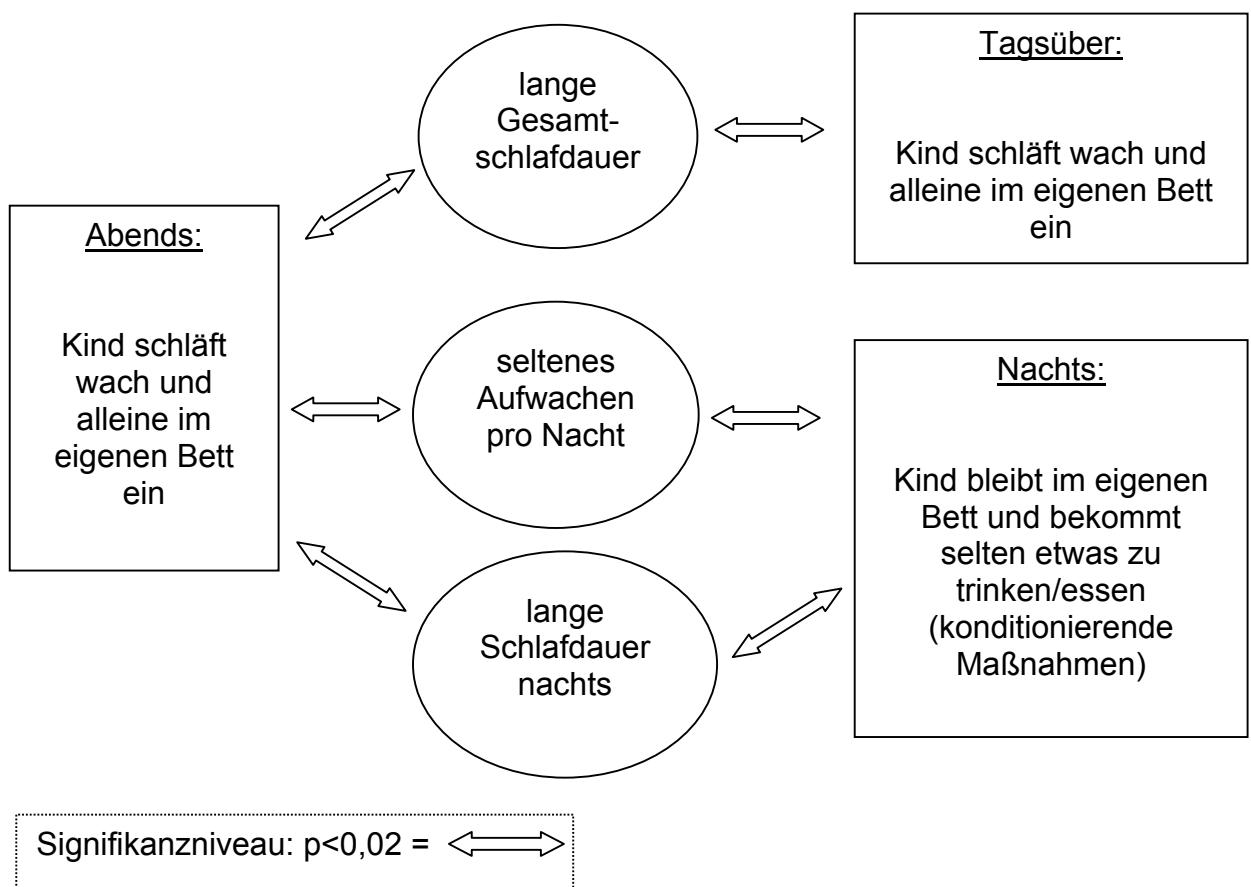 Abends:
Kind schläft
wach und
alleine im
eigenen Bett
ein
lange
Gesamt-
schlafdauer
seltenes
Aufwachen
pro Nacht
lange
Schlafdauer
nachts
Tagsüber:
Kind schläft wach und
alleine im eigenen Bett
ein
Nachts:
Kind bleibt im eigenen
Bett und bekommt
selten etwas zu
trinken/essen
(konditionierende
Maßnahmen)
Signifikanzniveau: p<0,02 =